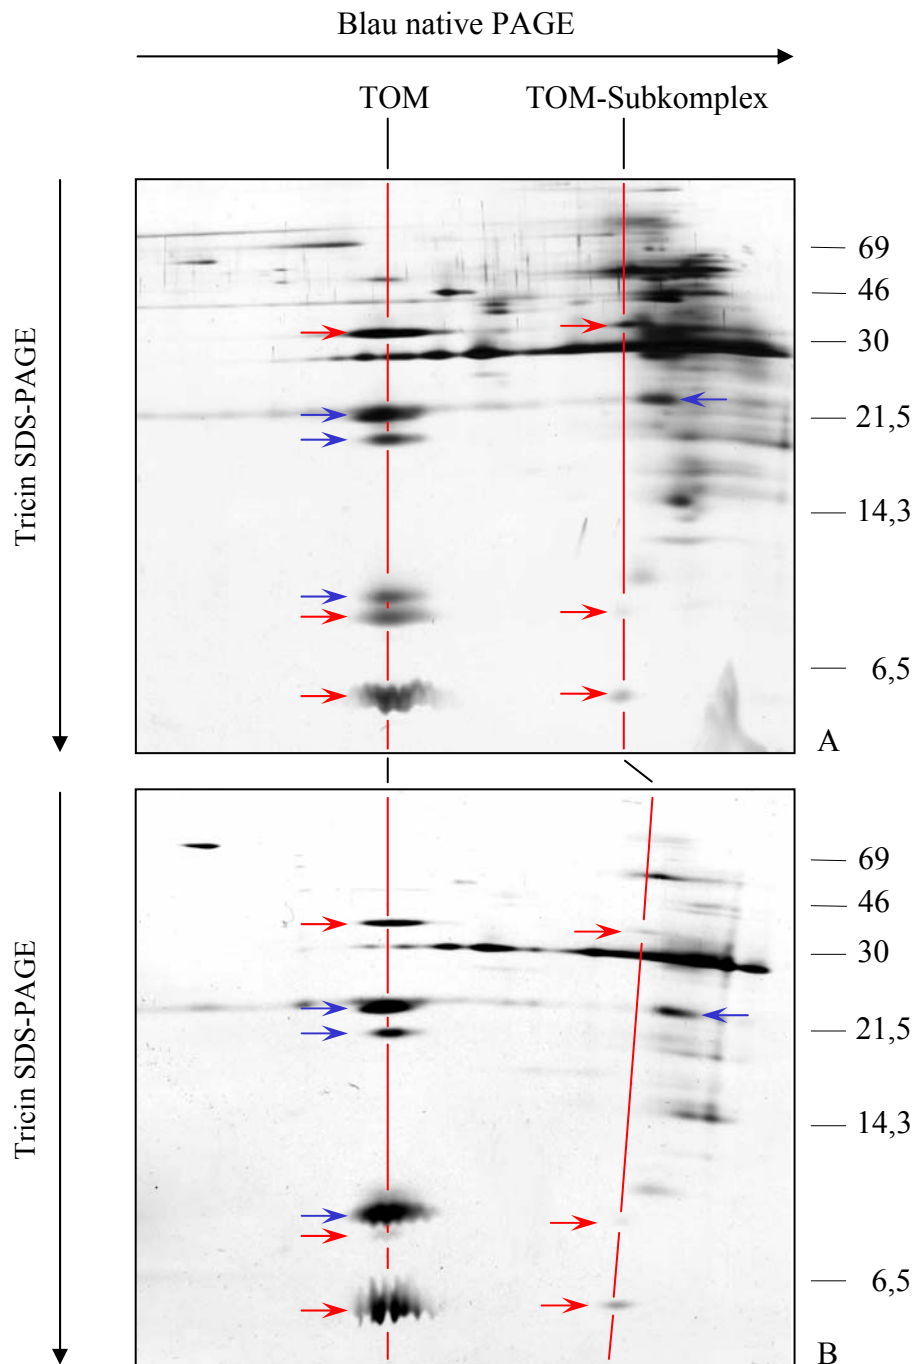 Blau native PAGE
TOM TOM-Subkomplex
Tricin SDS-PAGE
69
46
30
21,5
14,3
6,5
A
Tricin SDS-PAGE
69
46
30
21,5
14,3
6,5
B